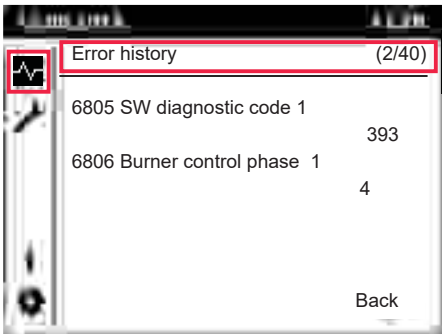 Error history (2/40)
6805 SW diagnostic code 1
393
6806 Burner control phase 1
4
Back